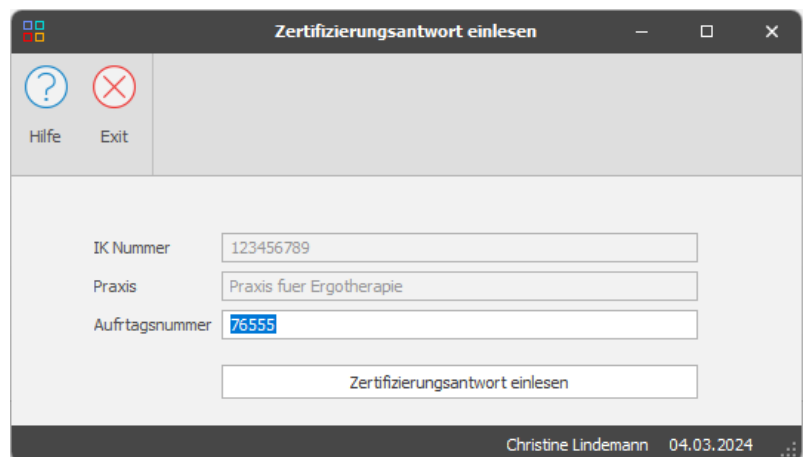 Zertifizierungsantwort einlesen
?
Hilfe Exit
IK Nummer 123456789
Praxis Praxis fuer Ergotherapie
Aufrtagsnummer 76555
Zertifizierungsantwort einlesen
Christine Lindemann 04.03.2024